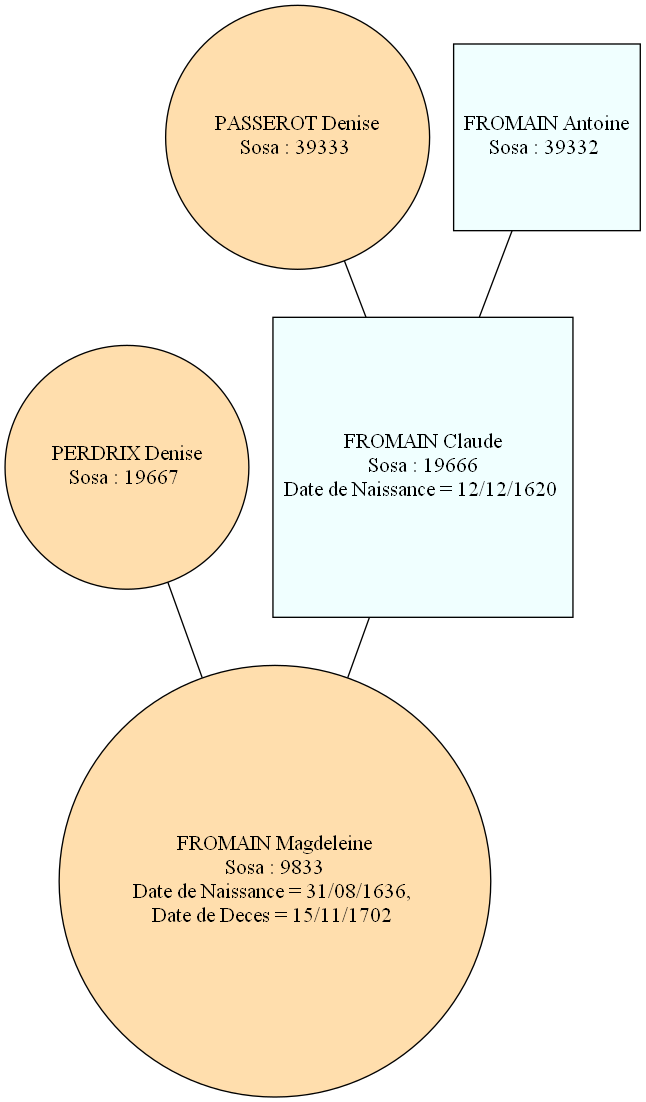 PASSEROT Denise
Sosa : 39333
FROMAIN Antoine
Sosa : 39332
PERDRIX Denise
Sosa : 19667
FROMAIN Claude
Sosa : 19666
Date de Naissance = 12/12/1620
FROMAIN Magdeleine
Sosa : 9833
Date de Naissance = 31/08/1636,
Date de Deces = 15/11/1702